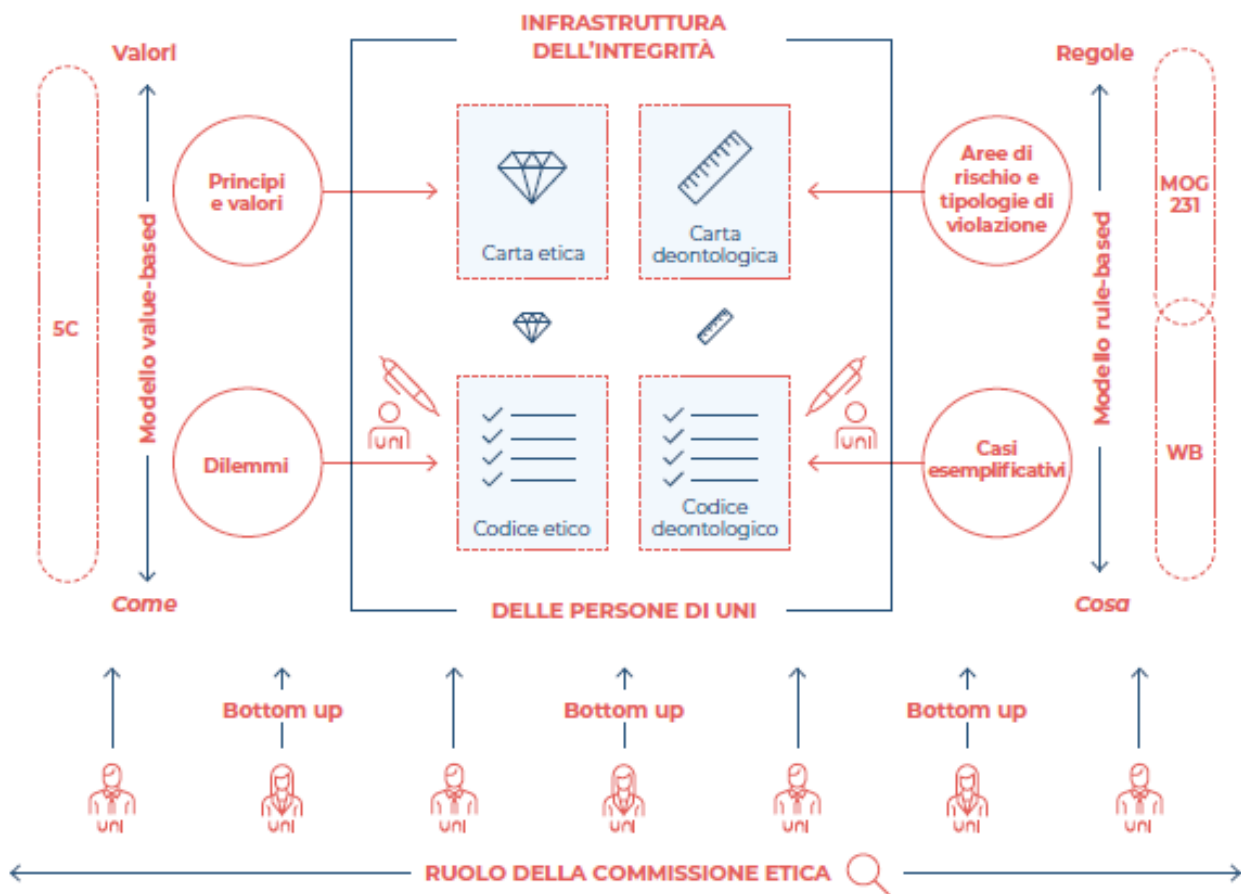 INFRASTRUTTURA
DELL'INTEGRITÀ
Valori
Regole
5C
Modello value-based
Principi
e valori
Carta etica
Carta
deontologica
Aree di
rischio e
tipologie di
violazione
Modello rule-based
MOG
231
Dilemmi
uni
Codice etico
Codice
deontologico
uni
Casi
esemplificativi
WB
Come
DELLE PERSONE DI UNI
Cosa
Bottom up
Bottom up
Bottom up
uni
uni
uni
uni
uni
uni
uni
RUOLO DELLA COMMISSIONE ETICA